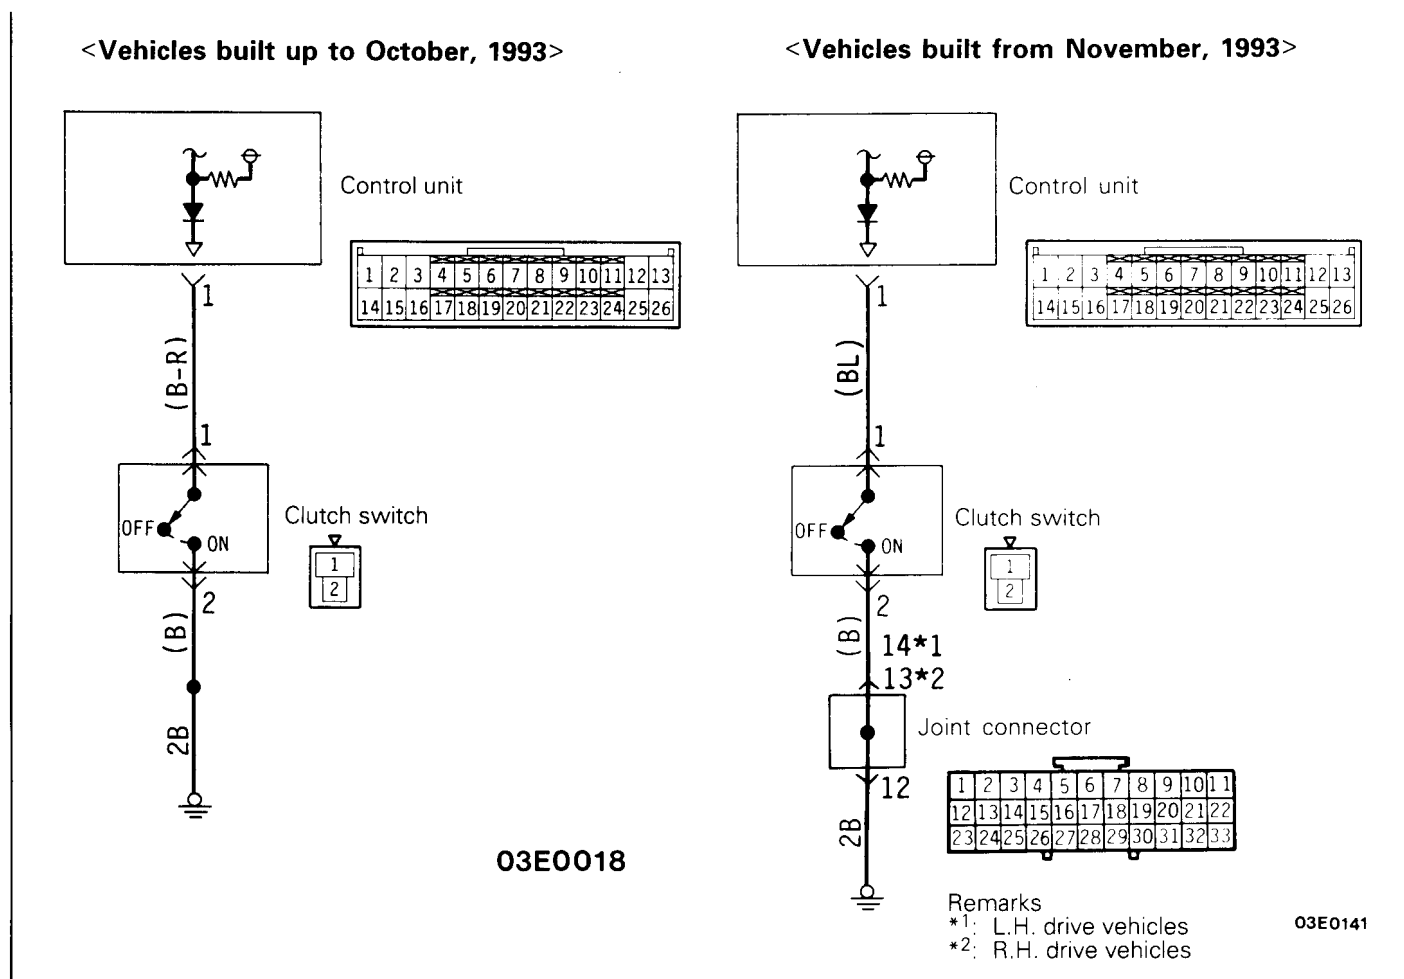 <Vehicles built up to October, 1993>
Control unit
1 2 3 4 5 6 7 8 9 10 11 12 13
14 15 16 17 18 19 20 21 22 23 24 25 26
1
(B-R)
1
OFF
ON
Clutch switch
1
2
2
(B)
2B
03E0018
<Vehicles built from November, 1993>
Control unit
1 2 3 4 5 6 7 8 9 10 11 12 13
14 15 16 17 18 19 20 21 22 23 24 25 26
1
(BL)
1
OFF
ON
Clutch switch
1
2
2
(B)
14*1
13*2
Joint connector
12
1 2 3 4 5 6 7 8 9 10 11
12 13 14 15 16 17 18 19 20 21 22
23 24 25 26 27 28 29 30 31 32 33
2B
Remarks
*1: L.H. drive vehicles
*2: R.H. drive vehicles
03E0141